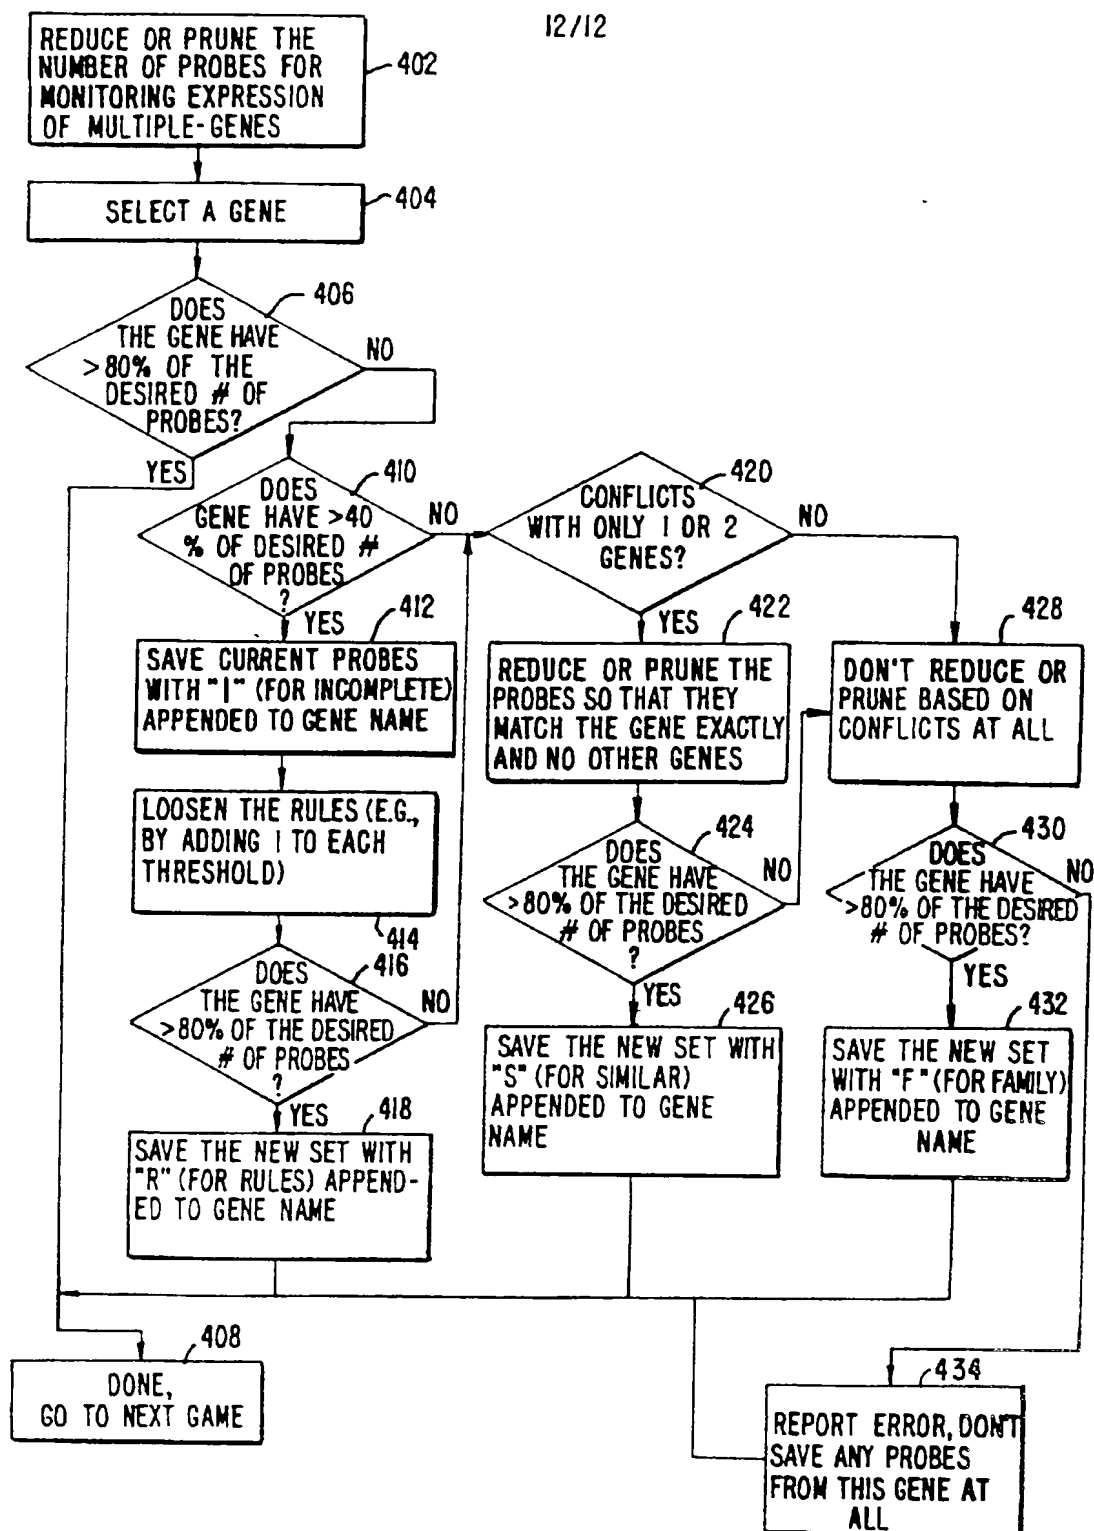 12/12
REDUCE OR PRUNE THE
NUMBER OF PROBES FOR
MONITORING EXPRESSION
OF MULTIPLE-GENES
402
SELECT A GENE
404
DOES
THE GENE HAVE
>80% OF THE
DESIRED # OF
PROBES?
406
NO
YES
DOES
GENE HAVE >40
% OF DESIRED #
OF PROBES
?
410
NO
YES
CONFLICTS
WITH ONLY 1 OR 2
GENES?
420
NO
YES
412
SAVE CURRENT PROBES
WITH "I" (FOR INCOMPLETE)
APPENDED TO GENE NAME
422
REDUCE OR PRUNE THE
PROBES SO THAT THEY
MATCH THE GENE EXACTLY
AND NO OTHER GENES
428
DON'T REDUCE OR
PRUNE BASED ON
CONFLICTS AT ALL
LOOSEN THE RULES (E.G.,
BY ADDING 1 TO EACH
THRESHOLD)
414
DOES
THE GENE HAVE
>80% OF THE DESIRED
# OF PROBES
?
424
NO
YES
DOES
THE GENE HAVE
>80% OF THE DESIRED
# OF PROBES?
430
NO
YES
DOES
THE GENE HAVE
>80% OF THE DESIRED
# OF PROBES
?
416
NO
YES
418
SAVE THE NEW SET WITH
"R" (FOR RULES) APPEND-
ED TO GENE NAME
426
SAVE THE NEW SET WITH
"S" (FOR SIMILAR)
APPENDED TO GENE
NAME
432
SAVE THE NEW SET
WITH "F" (FOR FAMILY)
APPENDED TO GENE
NAME
408
DONE,
GO TO NEXT GAME
434
REPORT ERROR, DON'T
SAVE ANY PROBES
FROM THIS GENE AT
ALL